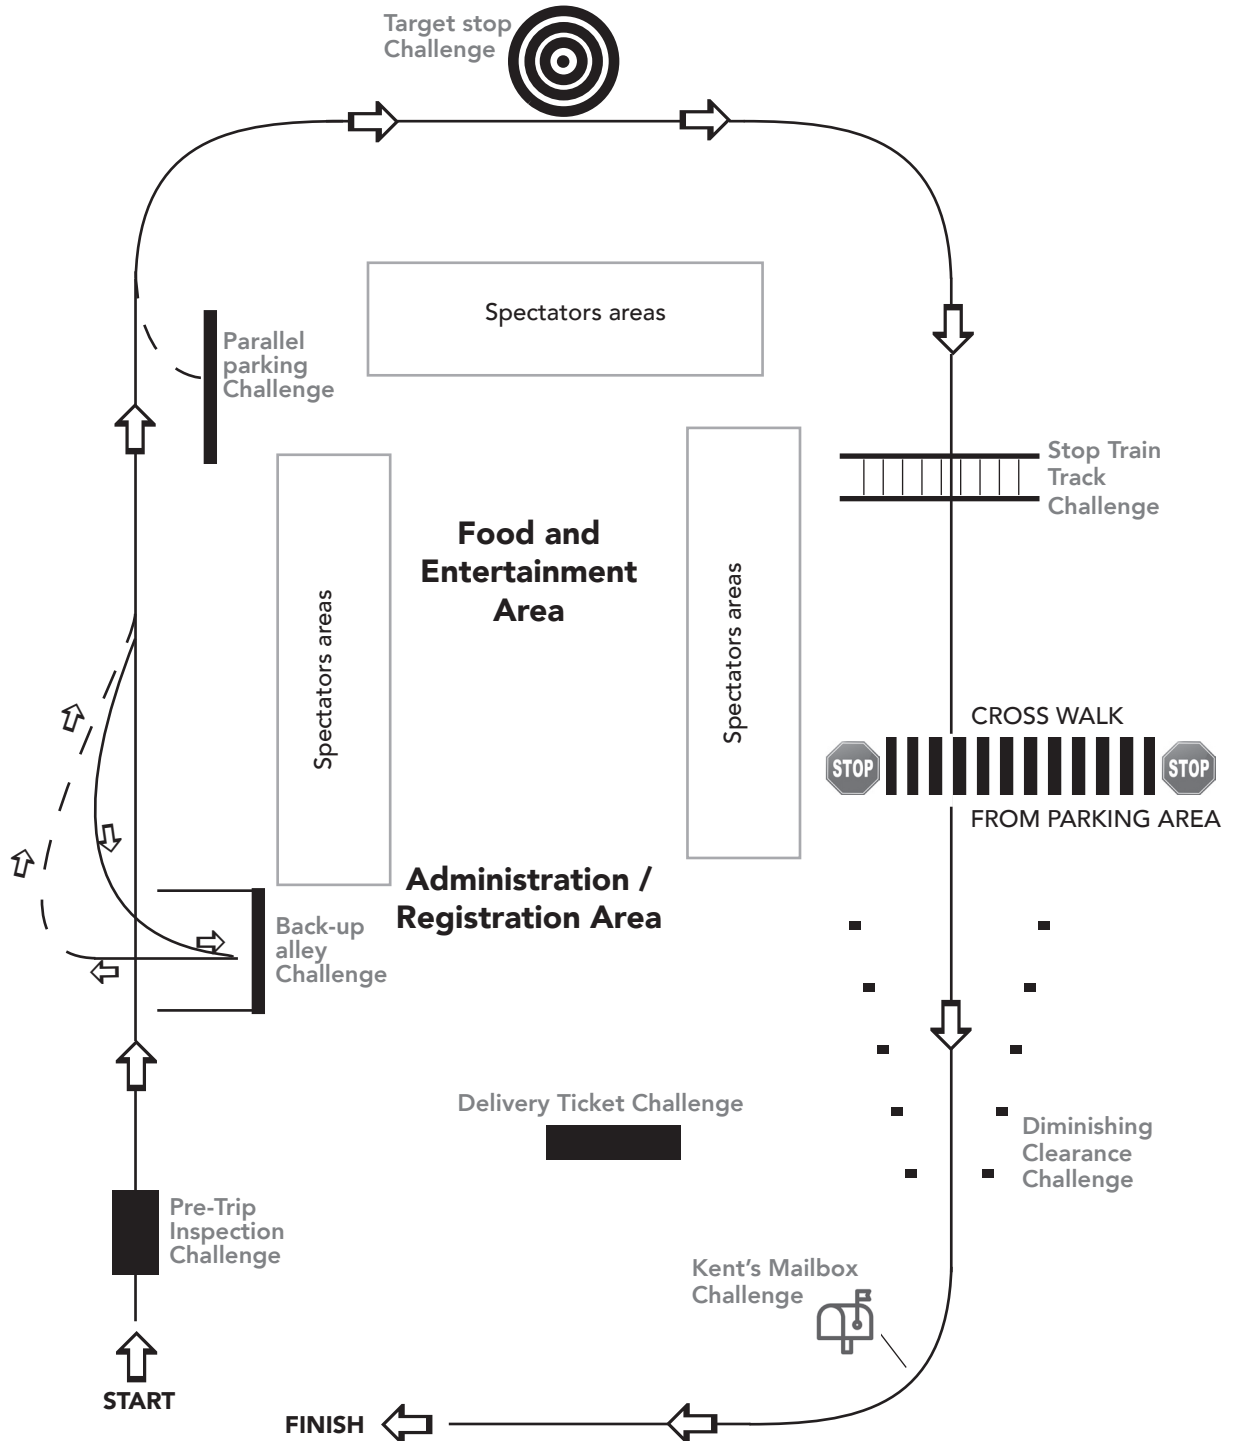 Target stop
Challenge
Spectators areas
Parallel
parking
Challenge
Stop Train
Track
Challenge
Food and
Entertainment
Area
Spectators areas
Spectators areas
CROSS WALK
STOP
STOP
FROM PARKING AREA
Administration /
Registration Area
Back-up
alley
Challenge
Delivery Ticket Challenge
Diminishing
Clearance
Challenge
Pre-Trip
Inspection
Challenge
Kent’s Mailbox
Challenge
START
FINISH